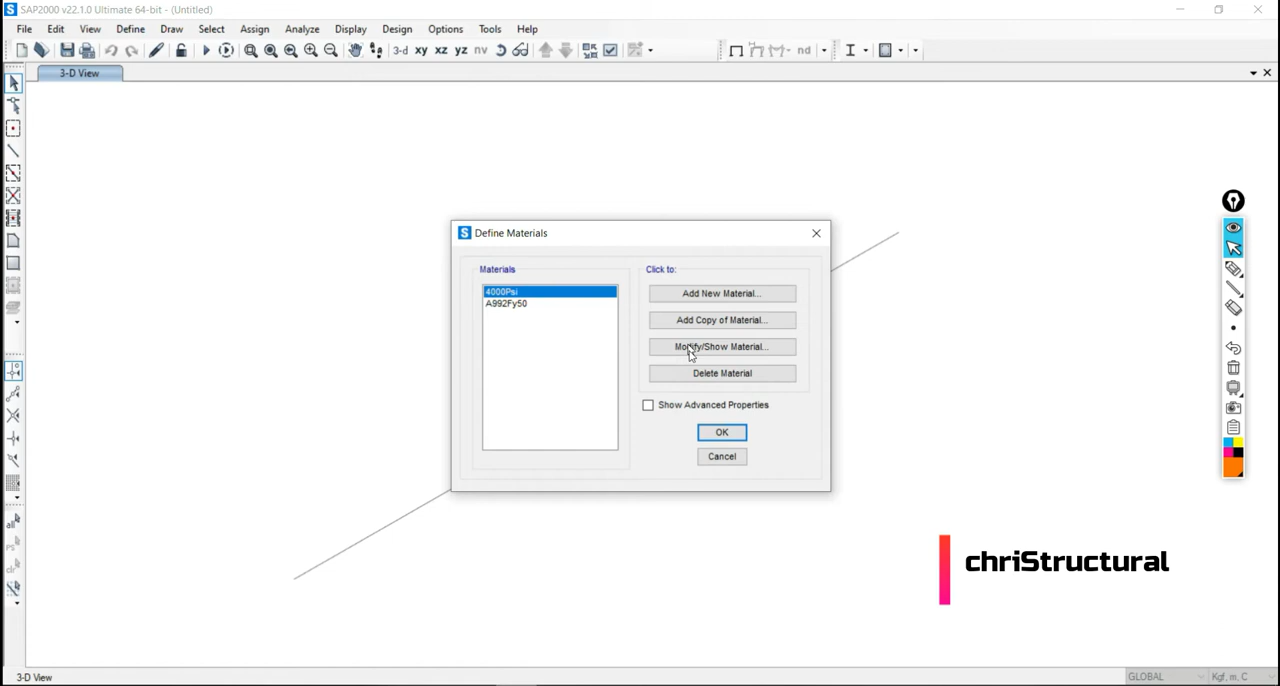 SAP2000 v22.1.0 Ultimate 64-bit - (Untitled)
File Edit View Define Draw Select Assign Analyze Display Design Options Tools Help
3-d xy xz yz nv nd
3-D View
Define Materials
Materials
4000Psi
A992Fy50
Click to:
Add New Material...
Add Copy of Material...
Modify/Show Material...
Delete Material
Show Advanced Properties
OK
Cancel
all
ps
clr
chriStructural
3-D View GLOBAL Kgf, m, C